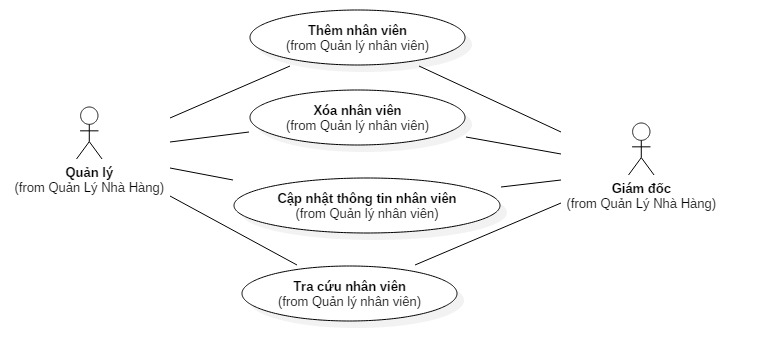 Thêm nhân viên
(from Quản lý nhân viên)
Xóa nhân viên
(from Quản lý nhân viên)
Quản lý
(from Quản Lý Nhà Hàng)
Giám đốc
(from Quản Lý Nhà Hàng)
Cập nhật thông tin nhân viên
(from Quản lý nhân viên)
Tra cứu nhân viên
(from Quản lý nhân viên)